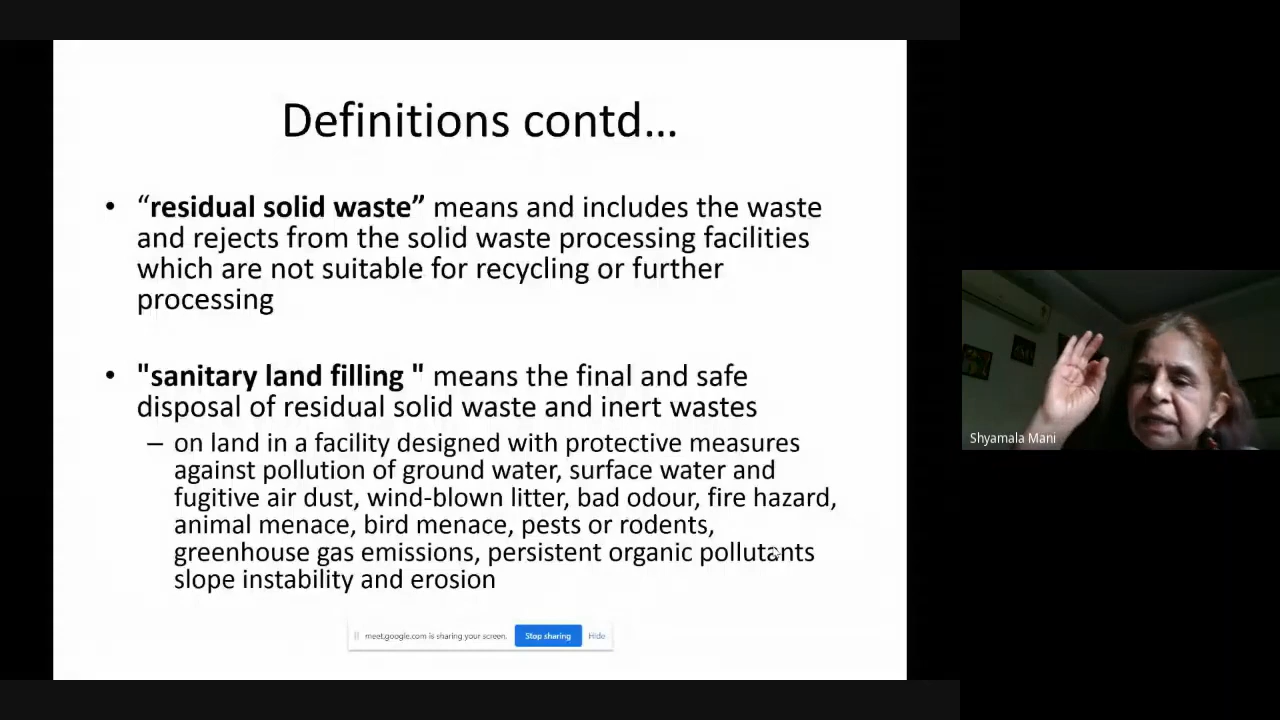 Definitions contd...
• “residual solid waste” means and includes the waste
and rejects from the solid waste processing facilities
which are not suitable for recycling or further
processing
• "sanitary land filling " means the final and safe
disposal of residual solid waste and inert wastes
– on land in a facility designed with protective measures
against pollution of ground water, surface water and
fugitive air dust, wind-blown litter, bad odour, fire hazard,
animal menace, bird menace, pests or rodents,
greenhouse gas emissions, persistent organic pollutants
slope instability and erosion
meet.google.com is sharing your screen. Stop sharing Hide
Shyamala Mani